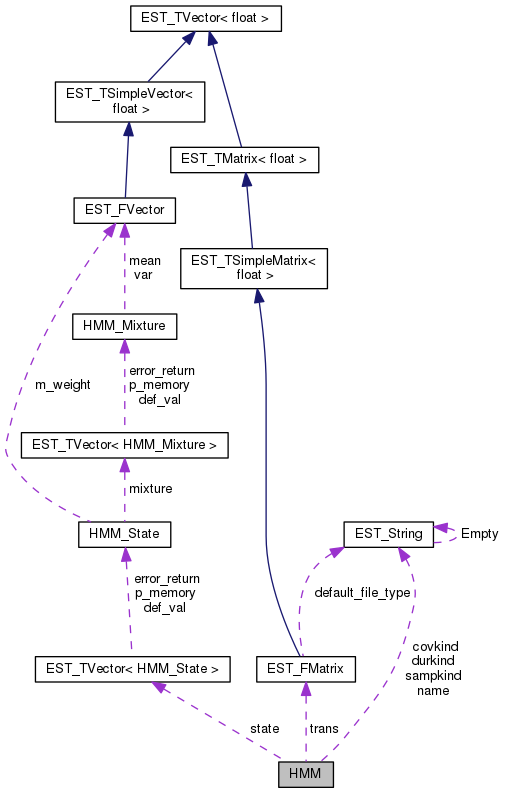 EST_TVector< float >
EST_TSimpleVector<
float >
EST_TMatrix< float >
EST_FVector
EST_TSimpleMatrix<
float >
mean
var
HMM_Mixture
m_weight
error_return
p_memory
def_val
EST_TVector< HMM_Mixture >
mixture
HMM_State
EST_String
Empty
error_return
p_memory
def_val
default_file_type
EST_TVector< HMM_State >
EST_FMatrix
covkind
durkind
sampkind
name
state
trans
HMM